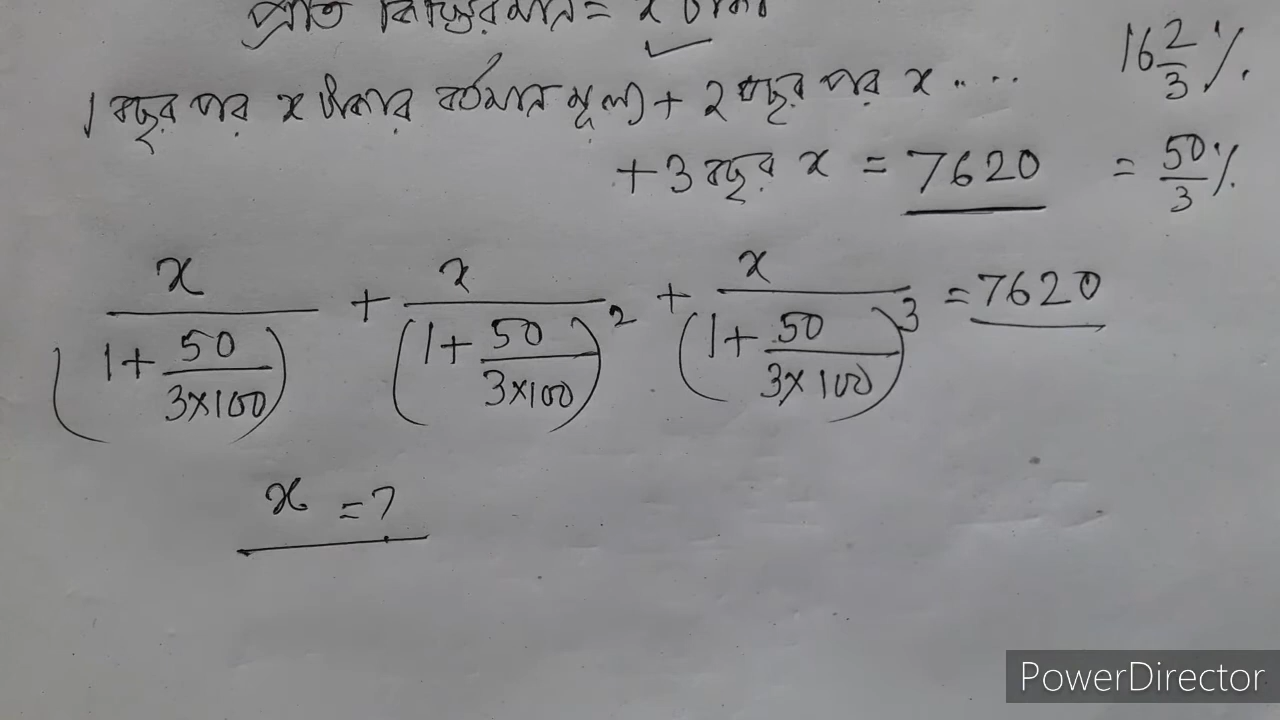 প্রতি কিস্তির মান = x টাকা
1 বছর পর x টাকার বর্তমান মূল্য + 2 বছর পর x ....
+ 3 বছর x = 7620
16 2/3 %
= 50/3 %
x/(1 + 50/(3×100)) + x/(1 + 50/(3×100))² + x/(1 + 50/(3×100))³ = 7620
x = ?
PowerDirector